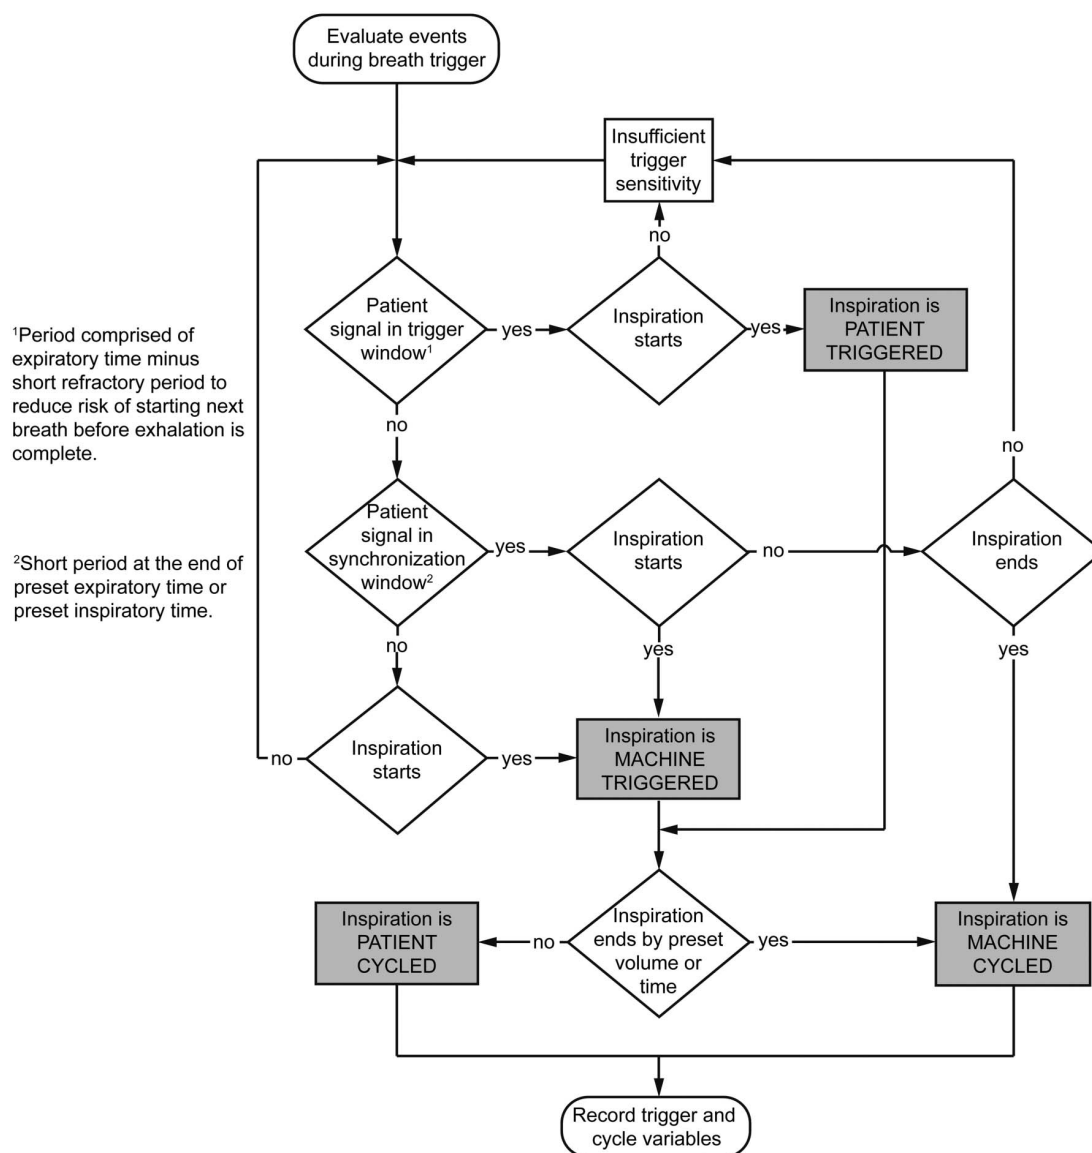 Evaluate events
during breath trigger
Insufficient
trigger
sensitivity
no
Patient
signal in trigger
window¹
yes
Inspiration
starts
yes
Inspiration is
PATIENT
TRIGGERED
¹Period comprised of
expiratory time minus
short refractory period to
reduce risk of starting next
breath before exhalation is
complete.
no
no
Patient
signal in
synchronization
window²
yes
Inspiration
starts
no
Inspiration
ends
²Short period at the end of
preset expiratory time or
preset inspiratory time.
no
yes
yes
no
Inspiration
starts
yes
Inspiration is
MACHINE
TRIGGERED
Inspiration is
PATIENT
CYCLED
no
Inspiration
ends by preset
volume or
time
yes
Inspiration is
MACHINE
CYCLED
Record trigger and
cycle variables